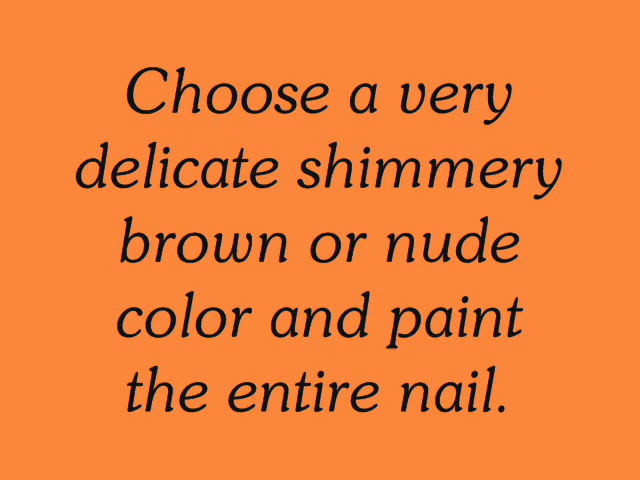 Choose a very
delicate shimmery
brown or nude
color and paint
the entire nail.